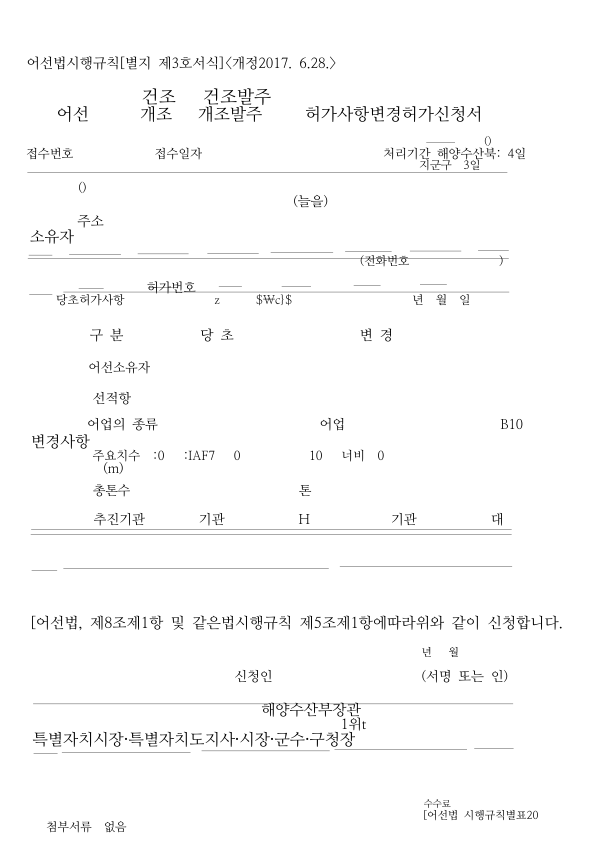 어선법시행규칙[별지 제3호서식]<개정2017. 6.28.>
건조 건조발주
어선 개조 개조발주 허가사항변경허가신청서
()
접수번호 접수일자 처리기간 해양수산북: 4일
지군구 3일
()
(늘을)
주소
소유자
(전화번호 )
허가번호
당초허가사항 z $₩c)$ 년 월 일
구 분 당 초 변 경
어선소유자
선적항
어업의 종류 어업 B10
변경사항
주요치수 :0 :IAF7 0 10 너비 0
(m)
총톤수 톤
추진기관 기관 H 기관 대
[어선법, 제8조제1항 및 같은법시행규칙 제5조제1항에따라위와 같이 신청합니다.
년 월
신청인 (서명 또는 인)
해양수산부장관
1위t
특별자치시장·특별자치도지사·시장·군수·구청장
수수료
[어선법 시행규칙별표20
첨부서류 없음